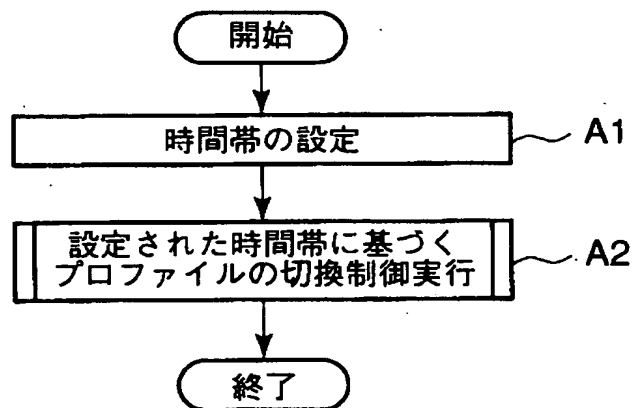 開始
時間帯の設定
A1
設定された時間帯に基づく
プロファイルの切換制御実行
A2
終了